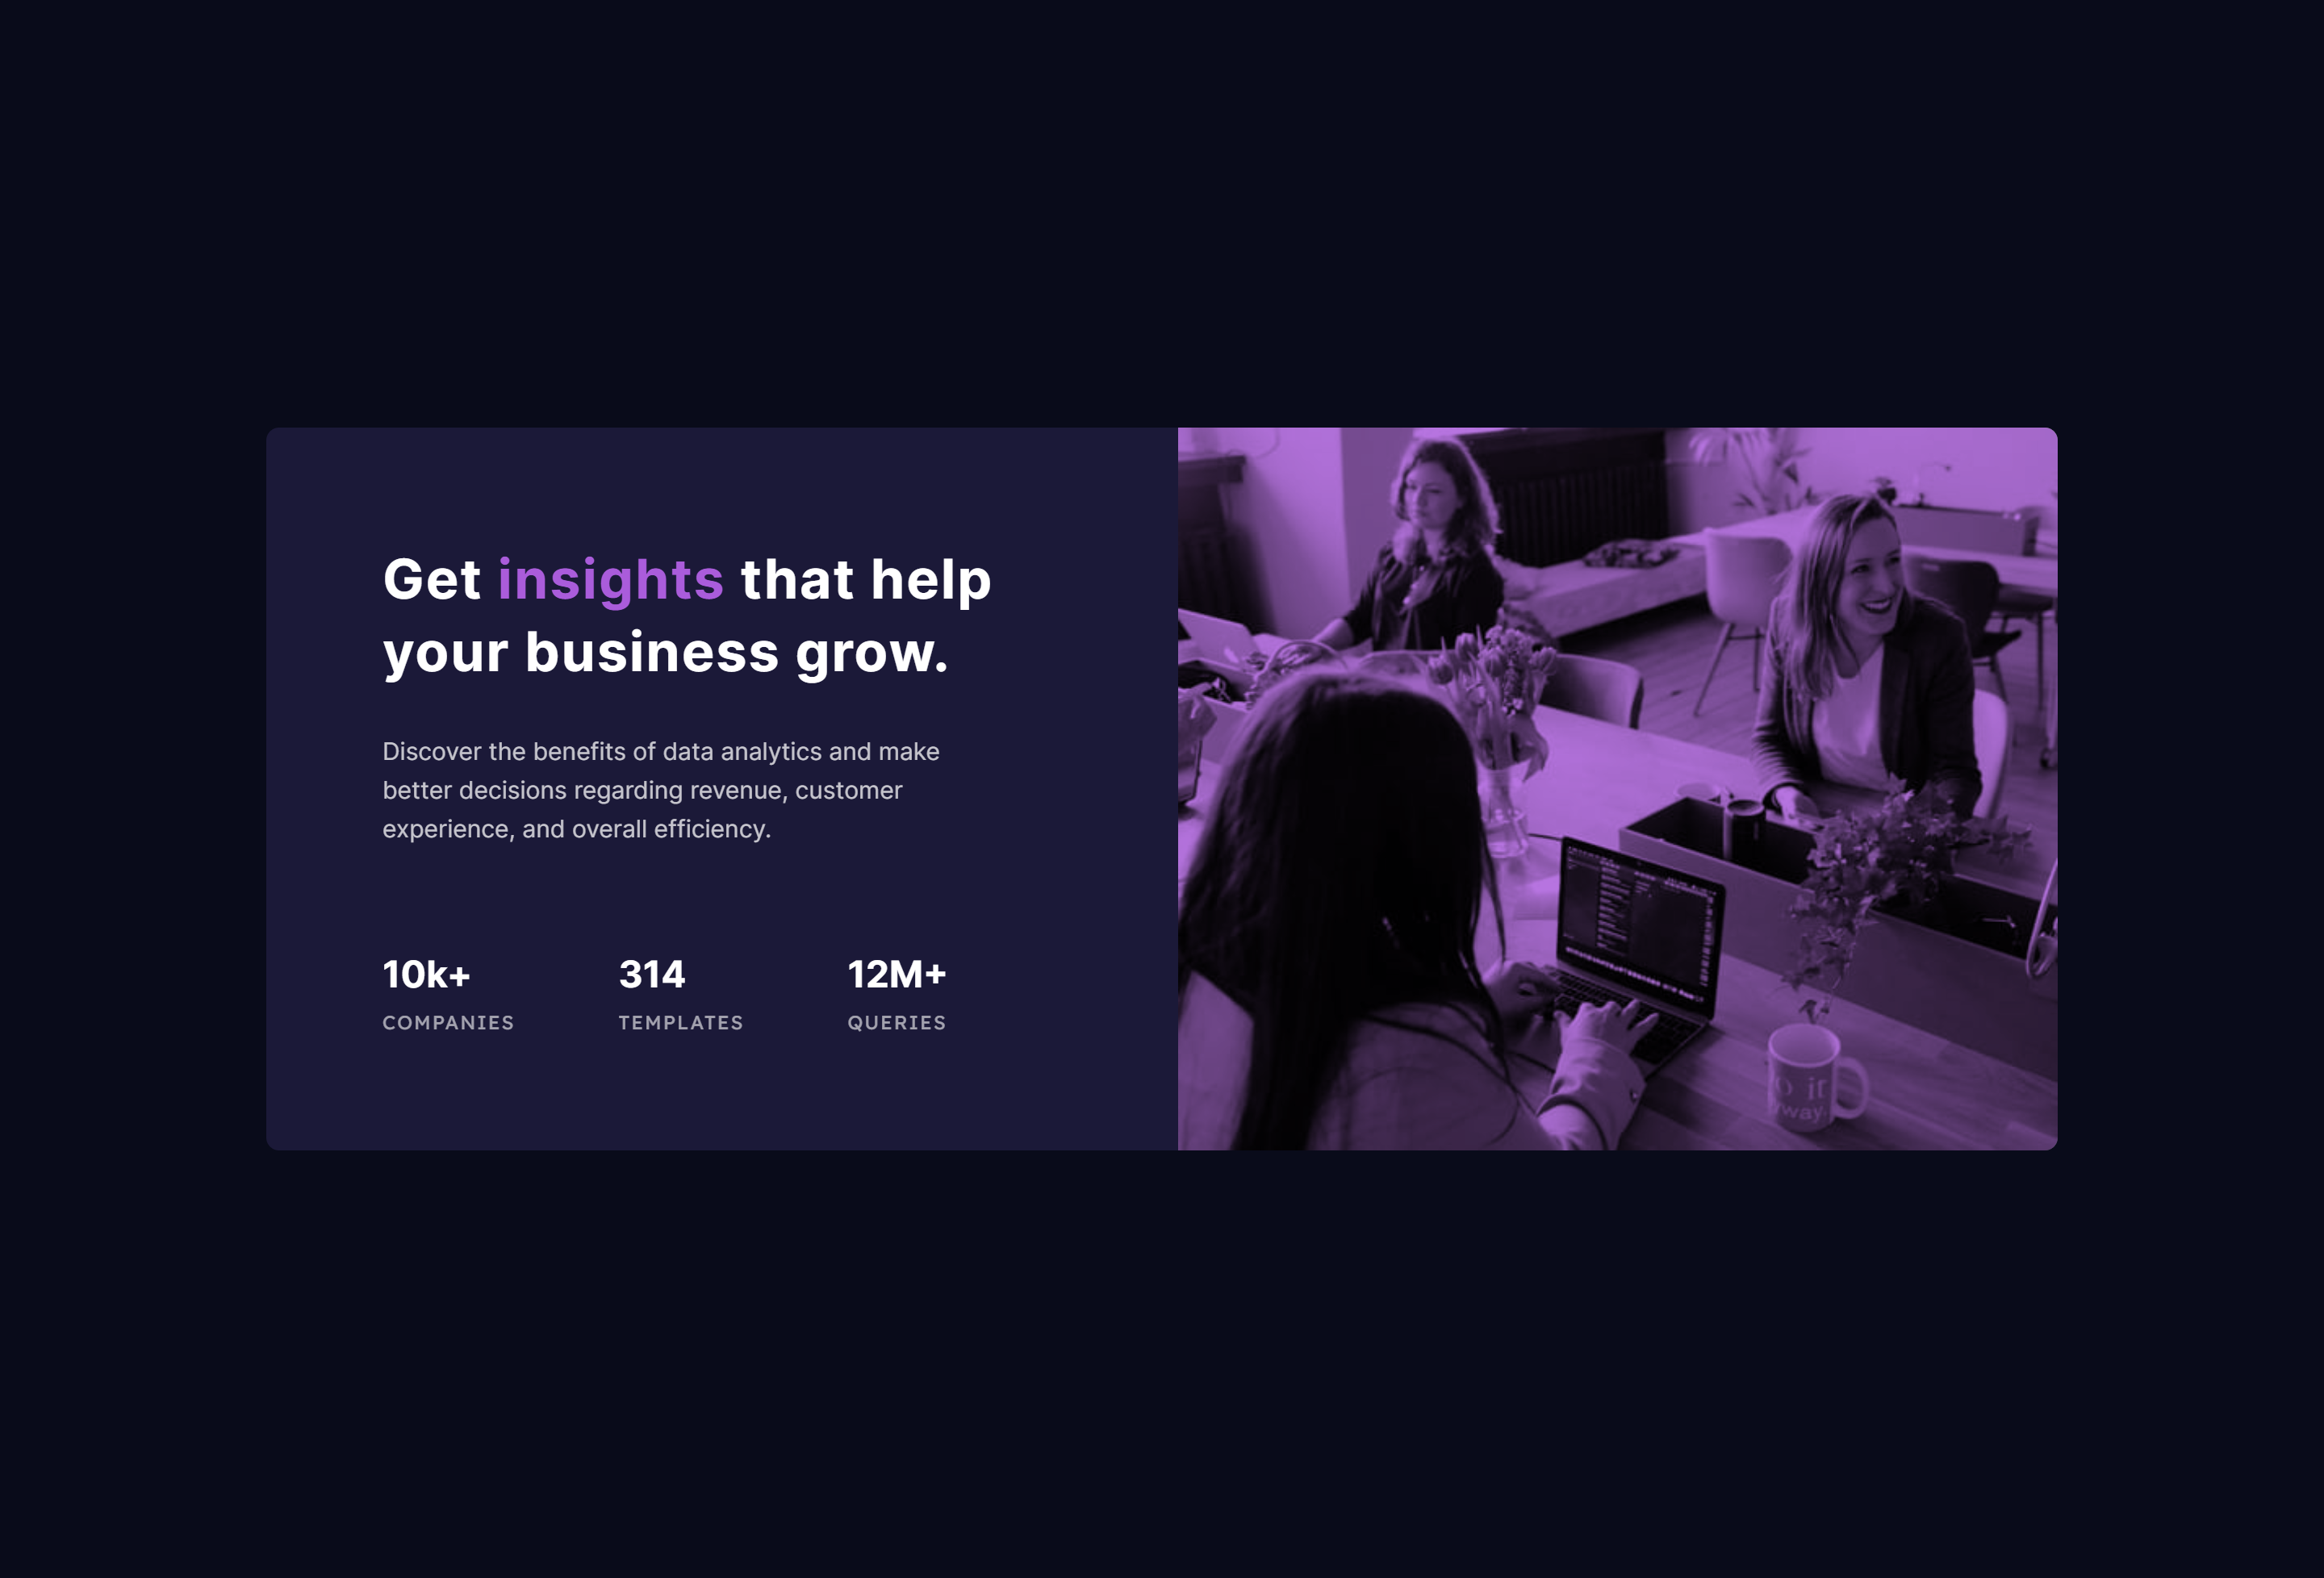 Get insights that help
your business grow.
Discover the benefits of data analytics and make
better decisions regarding revenue, customer
experience, and overall efficiency.
10k+ 314 12M+
COMPANIES TEMPLATES QUERIES
it